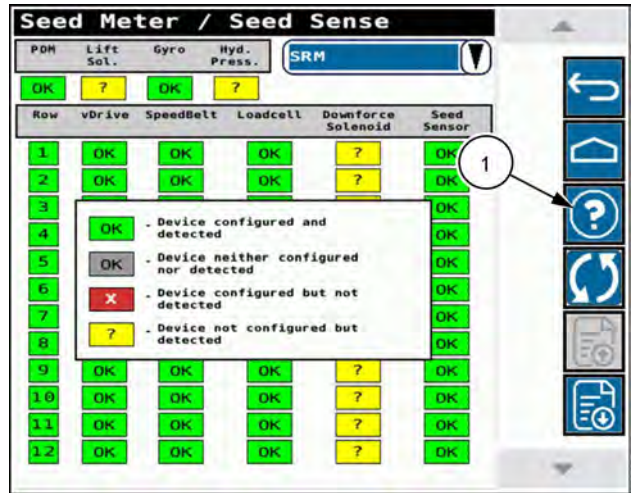 Seed Meter / Seed Sense
PDM Lift Sol. Gyro Hyd. Press.
SRM
OK ? OK ?
Row vDrive SpeedBelt Loadcell Downforce Solenoid Seed Sensor
1 OK OK OK ? OK
2 OK OK OK ? OK
3 OK
4 OK
5 OK
6 OK
7 OK
8 OK
OK - Device configured and
detected
OK - Device neither configured
nor detected
X - Device configured but not
detected
? - Device not configured but
detected
9 OK OK OK ? OK
10 OK OK OK ? OK
11 OK OK OK ? OK
12 OK OK OK ? OK
1
?